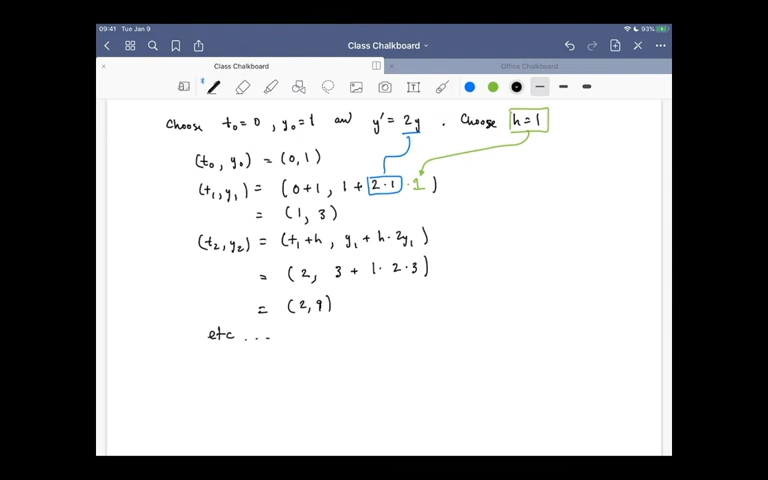 09:41 Tue Jan 9
93%
Class Chalkboard
Class Chalkboard
Office Chalkboard
Choose t₀ = 0 , y₀ = 1 and y' = 2y . Choose h = 1
(t₀, y₀) = (0, 1)
(t₁, y₁) = (0+1 , 1 + 2·1 · 1 )
= (1, 3)
(t₂, y₂) = (t₁+h , y₁ + h·2y₁)
= (2, 3 + 1·2·3)
= (2, 9)
etc ...